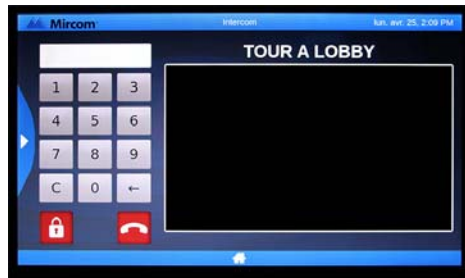 Mircom
Intercom
lun. avr. 25, 2:09 PM
TOUR A LOBBY
1 2 3
4 5 6
7 8 9
C 0 ←